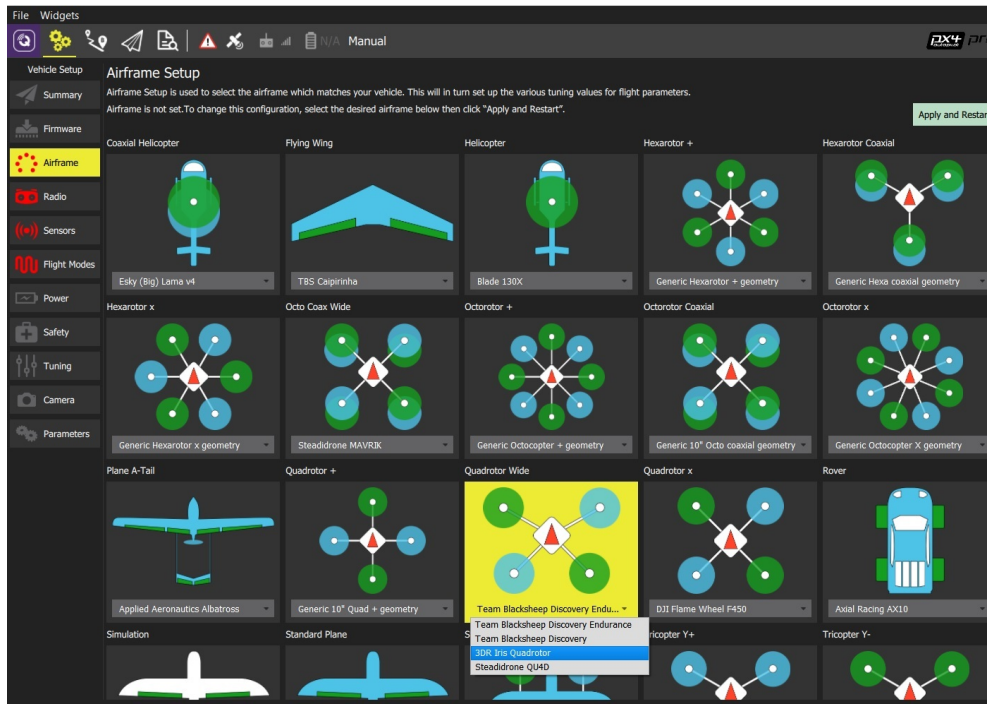 File Widgets
N/A Manual
px4 pro
autopilot
Vehicle Setup
Summary
Firmware
Airframe
Radio
Sensors
Flight Modes
Power
Safety
Tuning
Camera
Parameters
Airframe Setup
Airframe Setup is used to select the airframe which matches your vehicle. This will in turn set up the various tuning values for flight parameters.
Airframe is not set.To change this configuration, select the desired airframe below then click "Apply and Restart".
Apply and Restar
Coaxial Helicopter Flying Wing Helicopter Hexarotor + Hexarotor Coaxial
Esky (Big) Lama v4 TBS Caipirinha Blade 130X Generic Hexarotor + geometry Generic Hexa coaxial geometry
Hexarotor x Octo Coax Wide Octorotor + Octorotor Coaxial Octorotor x
Generic Hexarotor x geometry Steadidrone MAVRIK Generic Octocopter + geometry Generic 10" Octo coaxial geometry Generic Octocopter X geometry
Plane A-Tail Quadrotor + Quadrotor Wide Quadrotor x Rover
Applied Aeronautics Albatross Generic 10" Quad + geometry Team Blacksheep Discovery Endu... DJI Flame Wheel F450 Axial Racing AX10
Team Blacksheep Discovery Endurance
Team Blacksheep Discovery
3DR Iris Quadrotor
Steadidrone QU4D
Simulation Standard Plane S ricopter Y+ Tricopter Y-